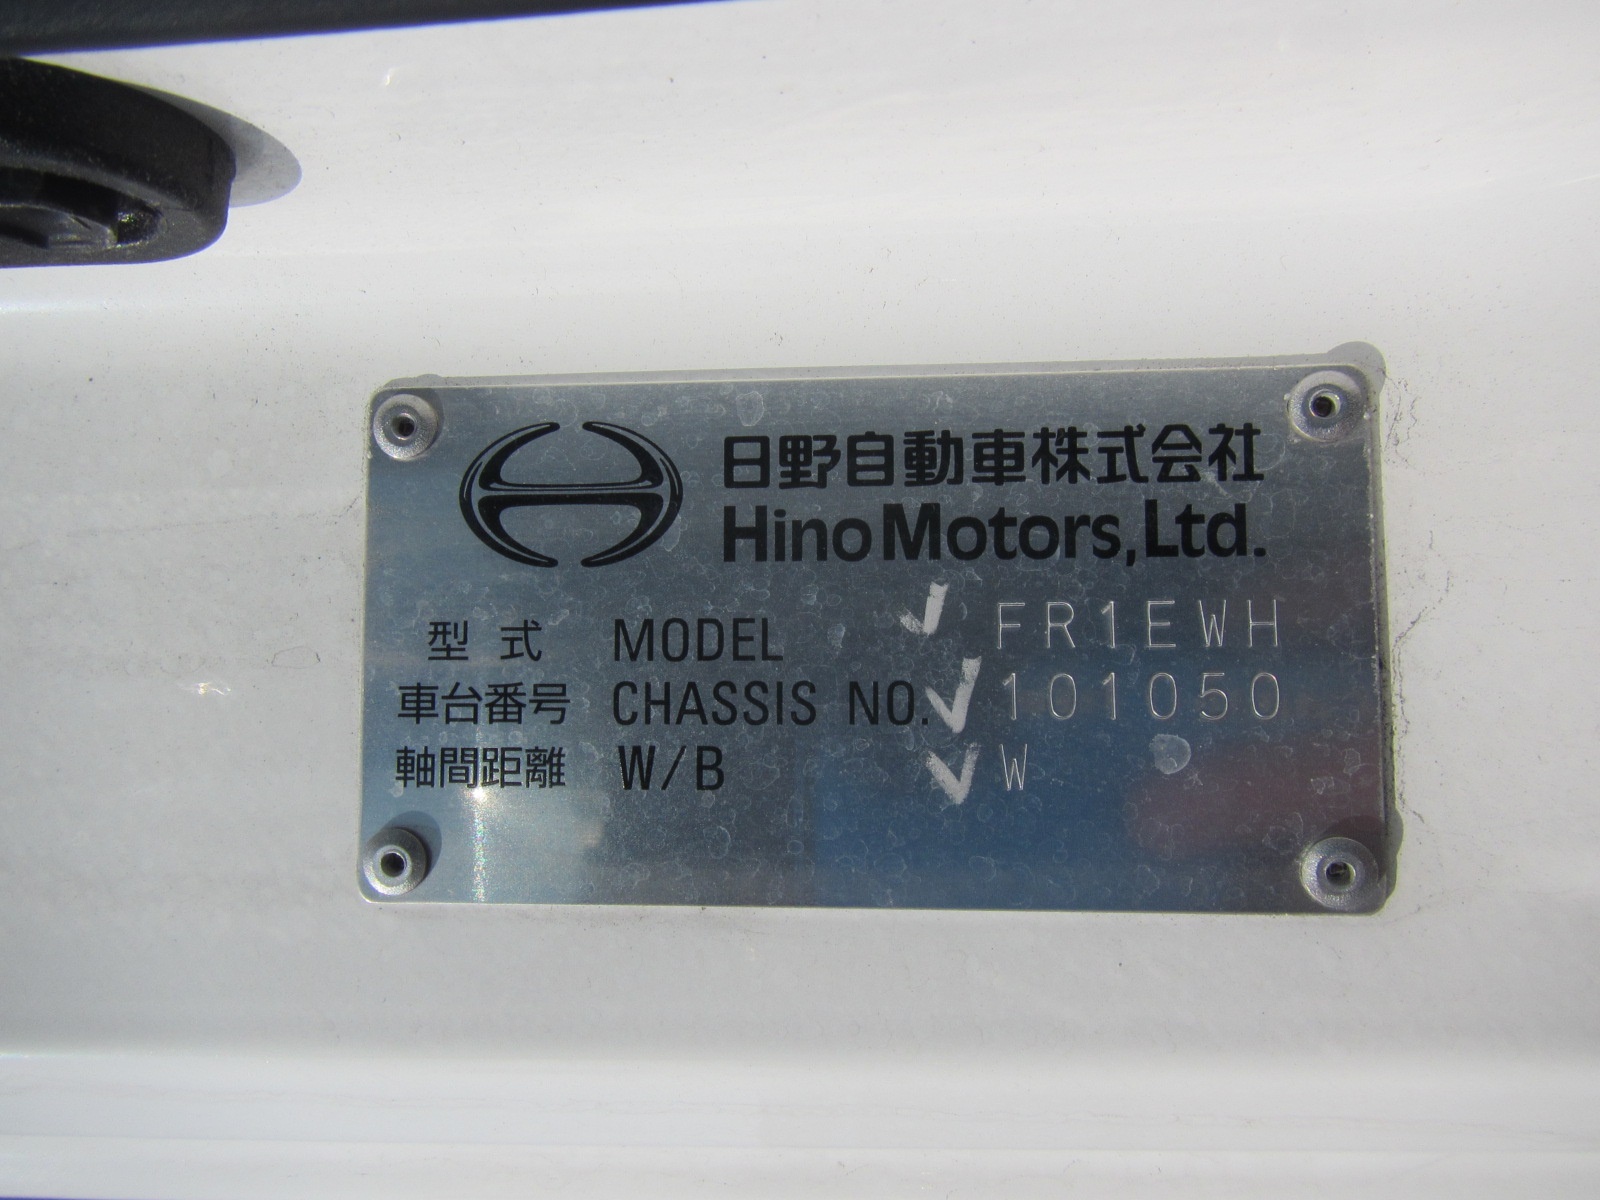 日野自動車株式会社
Hino Motors, Ltd.
型式 MODEL FR1EWH
車台番号 CHASSIS NO. 101050
軸間距離 W/B W